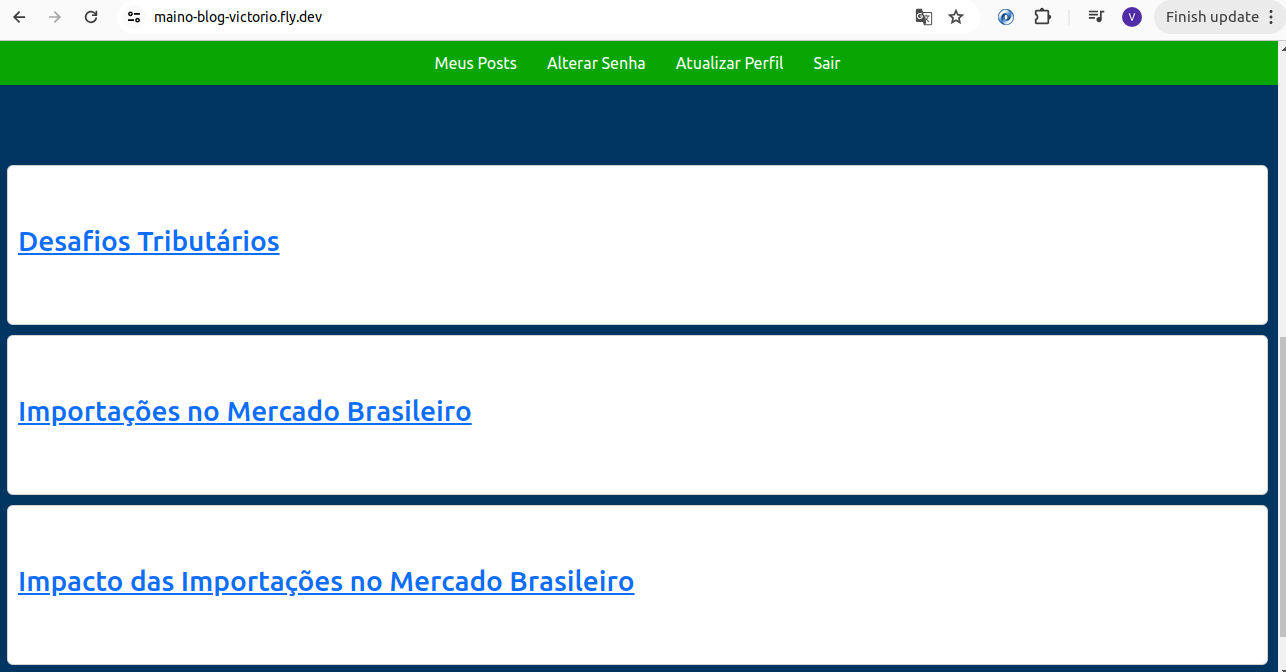 maino-blog-victorio.fly.dev
V
Finish update
Meus Posts Alterar Senha Atualizar Perfil Sair
Desafios Tributários
Importações no Mercado Brasileiro
Impacto das Importações no Mercado Brasileiro